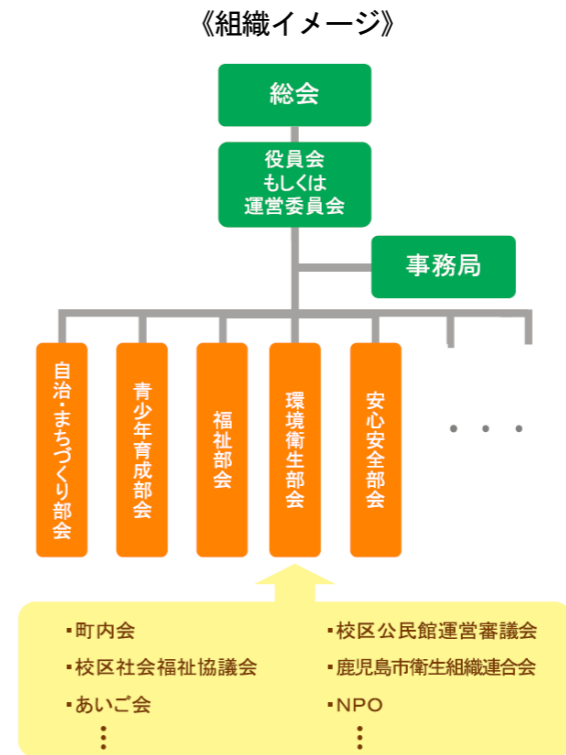 《組織イメージ》
総会
役員会
もしくは
運営委員会
事務局
自治・まちづくり部会
青少年育成部会
福祉部会
環境衛生部会
安心安全部会
・・・
▪町内会
▪校区社会福祉協議会
▪あいご会
⋮
▪校区公民館運営審議会
▪鹿児島市衛生組織連合会
▪NPO
⋮